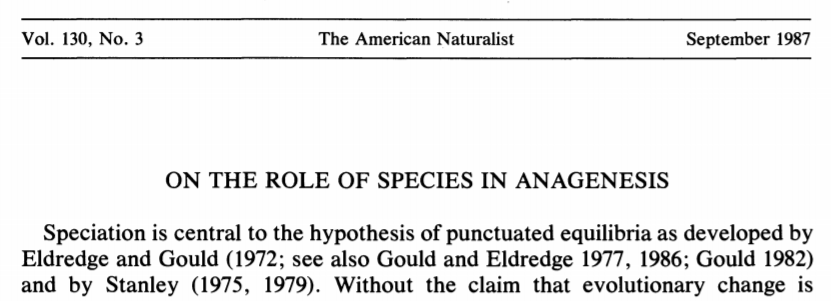 Vol. 130, No. 3 The American Naturalist September 1987
ON THE ROLE OF SPECIES IN ANAGENESIS
Speciation is central to the hypothesis of punctuated equilibria as developed by
Eldredge and Gould (1972; see also Gould and Eldredge 1977, 1986; Gould 1982)
and by Stanley (1975, 1979). Without the claim that evolutionary change is